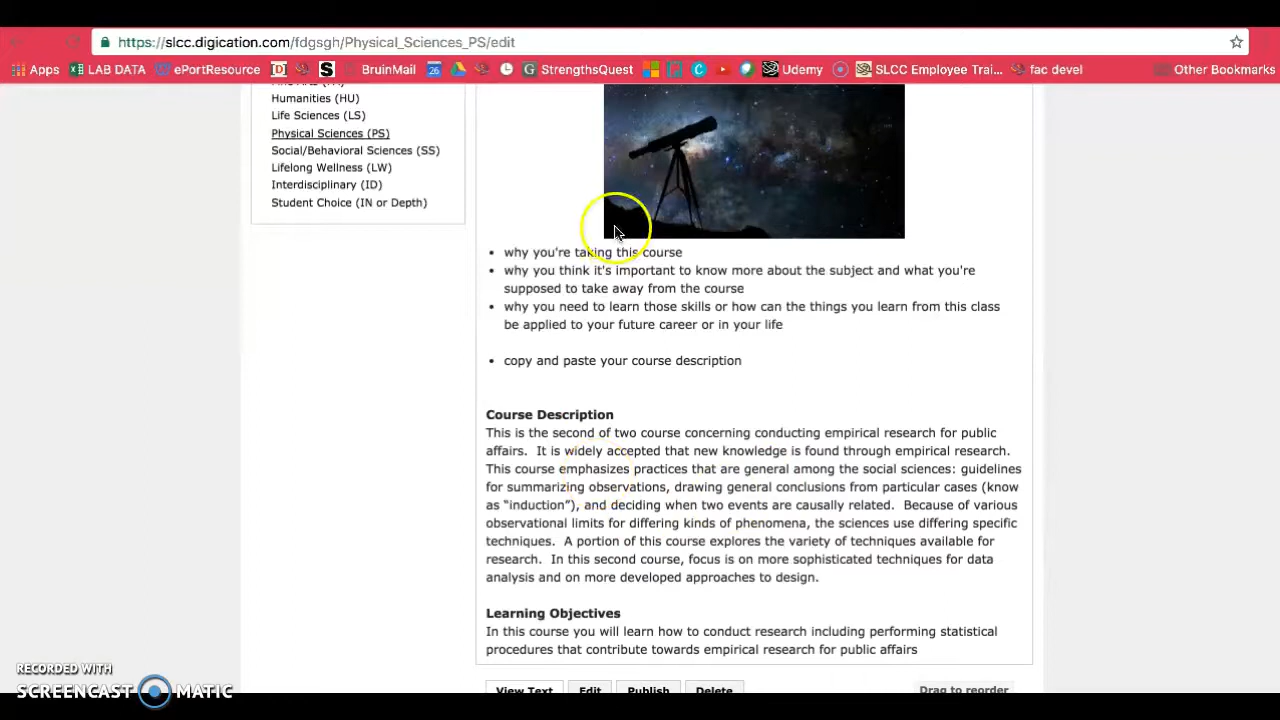 https://slcc.digication.com/fdgsgh/Physical_Sciences_PS/edit
Apps LAB DATA ePortResource BruinMail 26 StrengthsQuest Udemy SLCC Employee Trai... fac devel Other Bookmarks
Humanities (HU)
Life Sciences (LS)
Physical Sciences (PS)
Social/Behavioral Sciences (SS)
Lifelong Wellness (LW)
Interdisciplinary (ID)
Student Choice (IN or Depth)
• why you're taking this course
• why you think it's important to know more about the subject and what you're
supposed to take away from the course
• why you need to learn those skills or how can the things you learn from this class
be applied to your future career or in your life
• copy and paste your course description
Course Description
This is the second of two course concerning conducting empirical research for public
affairs. It is widely accepted that new knowledge is found through empirical research.
This course emphasizes practices that are general among the social sciences: guidelines
for summarizing observations, drawing general conclusions from particular cases (know
as “induction”), and deciding when two events are causally related. Because of various
observational limits for differing kinds of phenomena, the sciences use differing specific
techniques. A portion of this course explores the variety of techniques available for
research. In this second course, focus is on more sophisticated techniques for data
analysis and on more developed approaches to design.
Learning Objectives
In this course you will learn how to conduct research including performing statistical
procedures that contribute towards empirical research for public affairs
View Text Edit Publish Delete Drag to reorder
RECORDED WITH
SCREENCAST MATIC